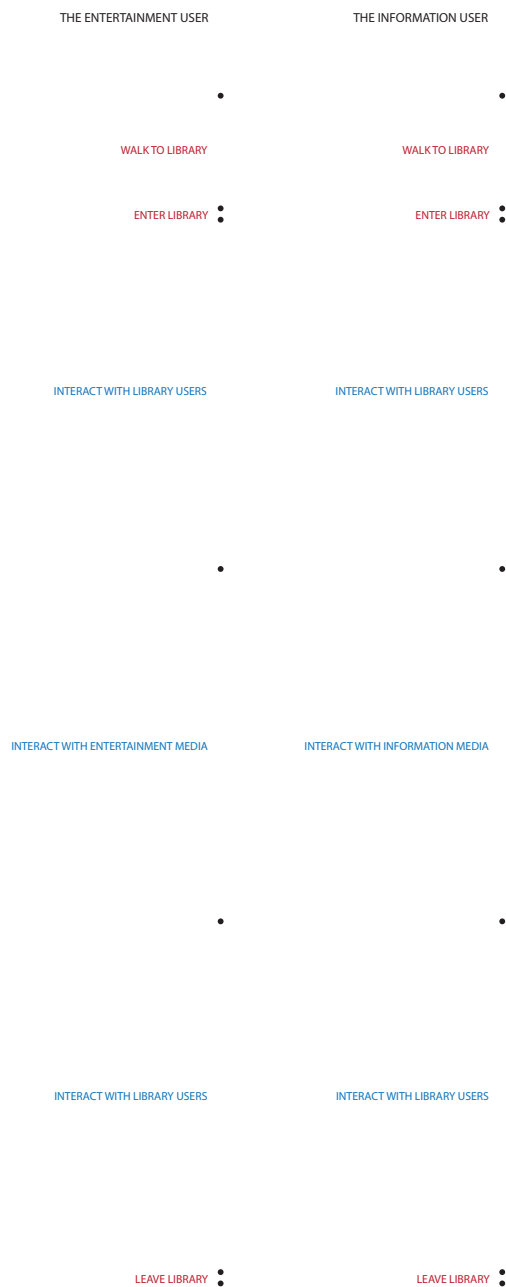 THE ENTERTAINMENT USER
WALK TO LIBRARY
ENTER LIBRARY
INTERACT WITH LIBRARY USERS
INTERACT WITH ENTERTAINMENT MEDIA
INTERACT WITH LIBRARY USERS
LEAVE LIBRARY
THE INFORMATION USER
WALK TO LIBRARY
ENTER LIBRARY
INTERACT WITH LIBRARY USERS
INTERACT WITH INFORMATION MEDIA
INTERACT WITH LIBRARY USERS
LEAVE LIBRARY